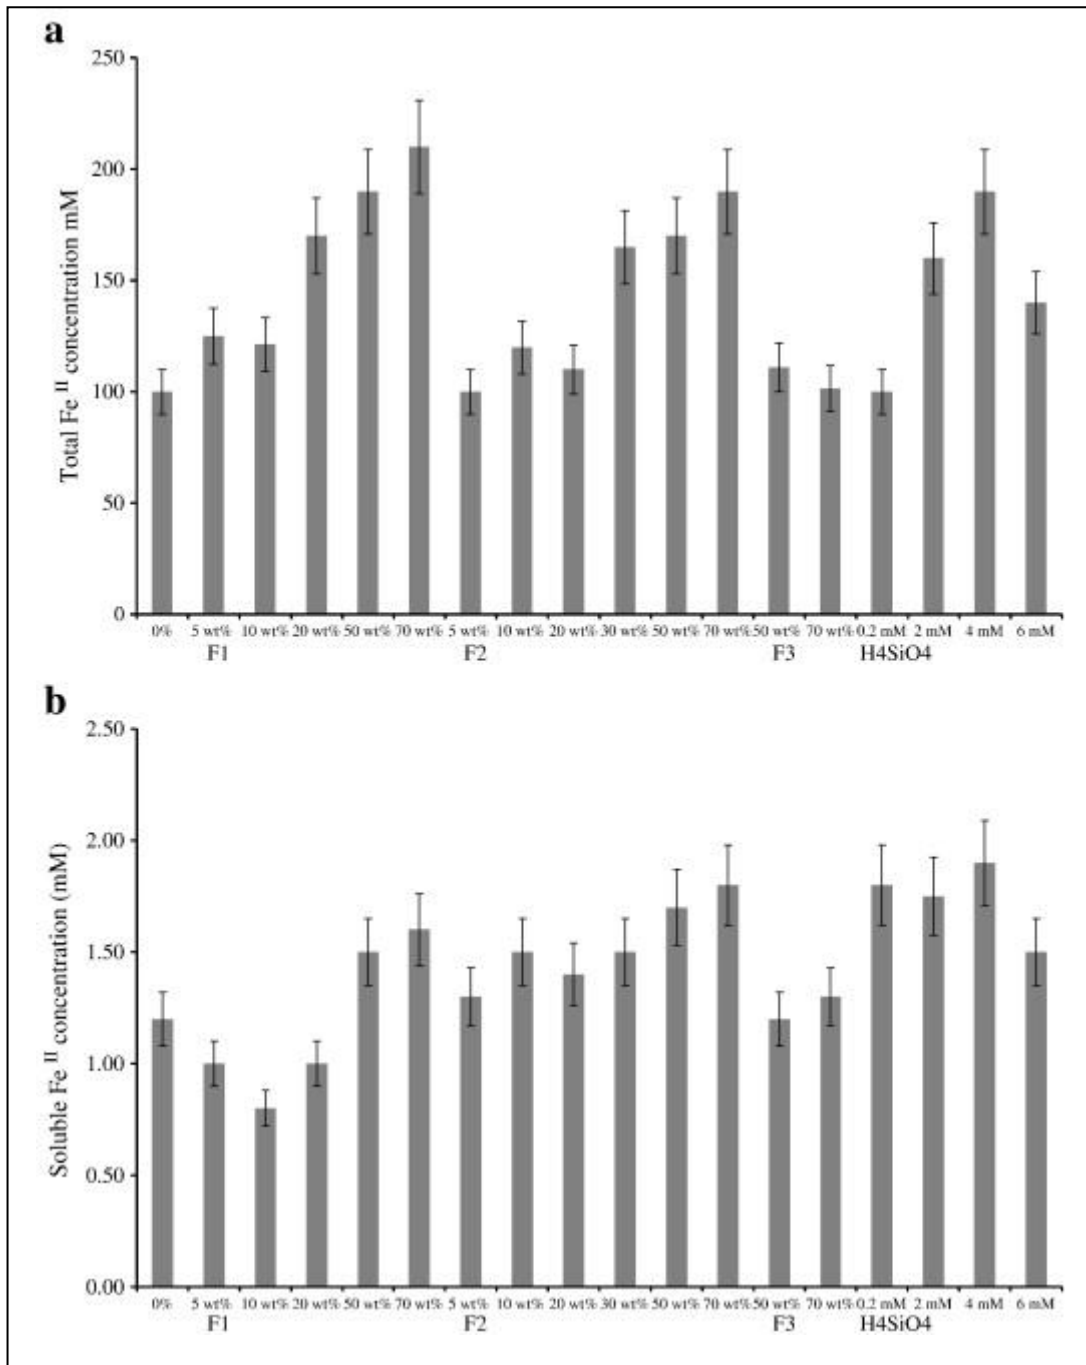 a
250
200
150
100
50
0
Total Fe II concentration mM
0% 5 wt% 10 wt% 20 wt% 50 wt% 70 wt% 5 wt% 10 wt% 20 wt% 30 wt% 50 wt% 70 wt% 50 wt% 70 wt% 0.2 mM 2 mM 4 mM 6 mM
F1 F2 F3 H4SiO4
b
2.50
2.00
1.50
1.00
0.50
0.00
Soluble Fe II concentration (mM)
0% 5 wt% 10 wt% 20 wt% 50 wt% 70 wt% 5 wt% 10 wt% 20 wt% 30 wt% 50 wt% 70 wt% 50 wt% 70 wt% 0.2 mM 2 mM 4 mM 6 mM
F1 F2 F3 H4SiO4